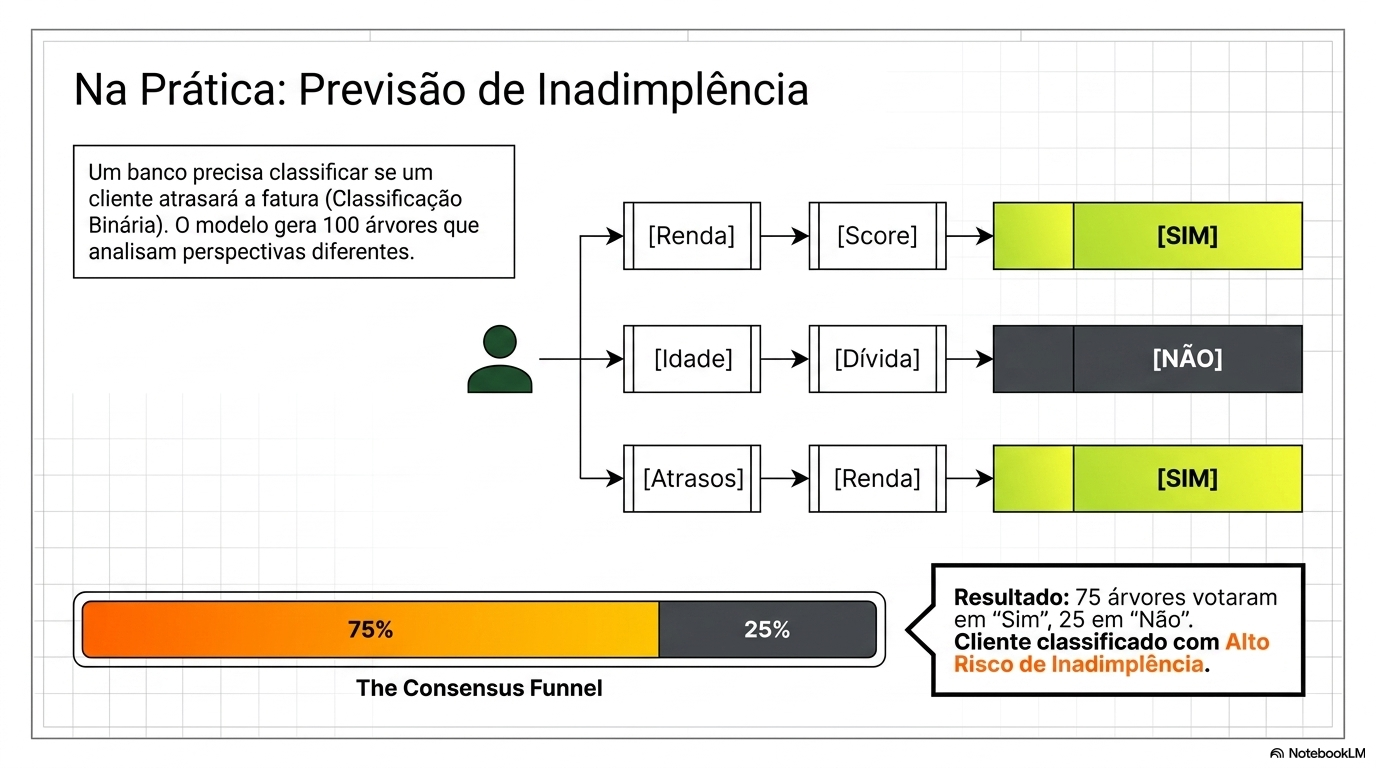 Na Prática: Previsão de Inadimplência
Um banco precisa classificar se um
cliente atrasará a fatura (Classificação
Binária). O modelo gera 100 árvores que
analisam perspectivas diferentes.
[Renda] [Score] [SIM]
[Idade] [Dívida] [NÃO]
[Atrasos] [Renda] [SIM]
75% 25%
The Consensus Funnel
Resultado: 75 árvores votaram
em “Sim”, 25 em “Não”.
Cliente classificado com Alto
Risco de Inadimplência.
NotebookLM